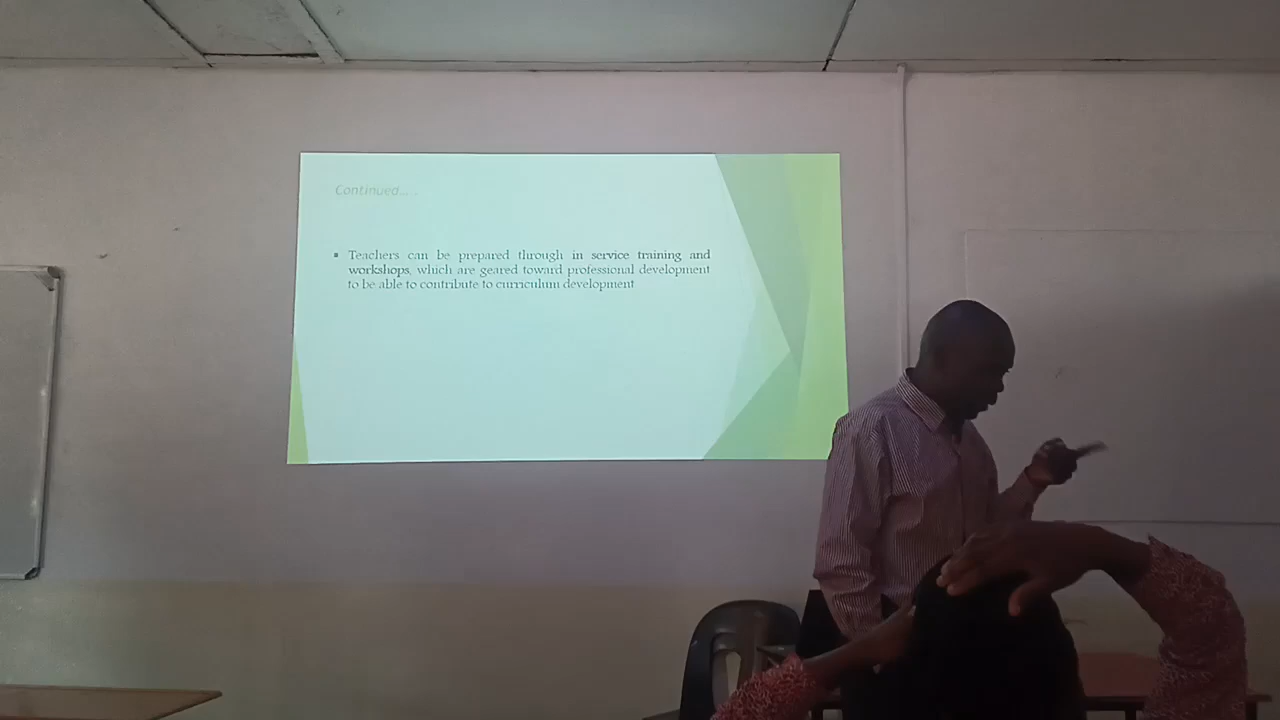 Continued.....
▪ Teachers can be prepared through in service training and
workshops, which are geared toward professional development
to be able to contribute to curriculum development